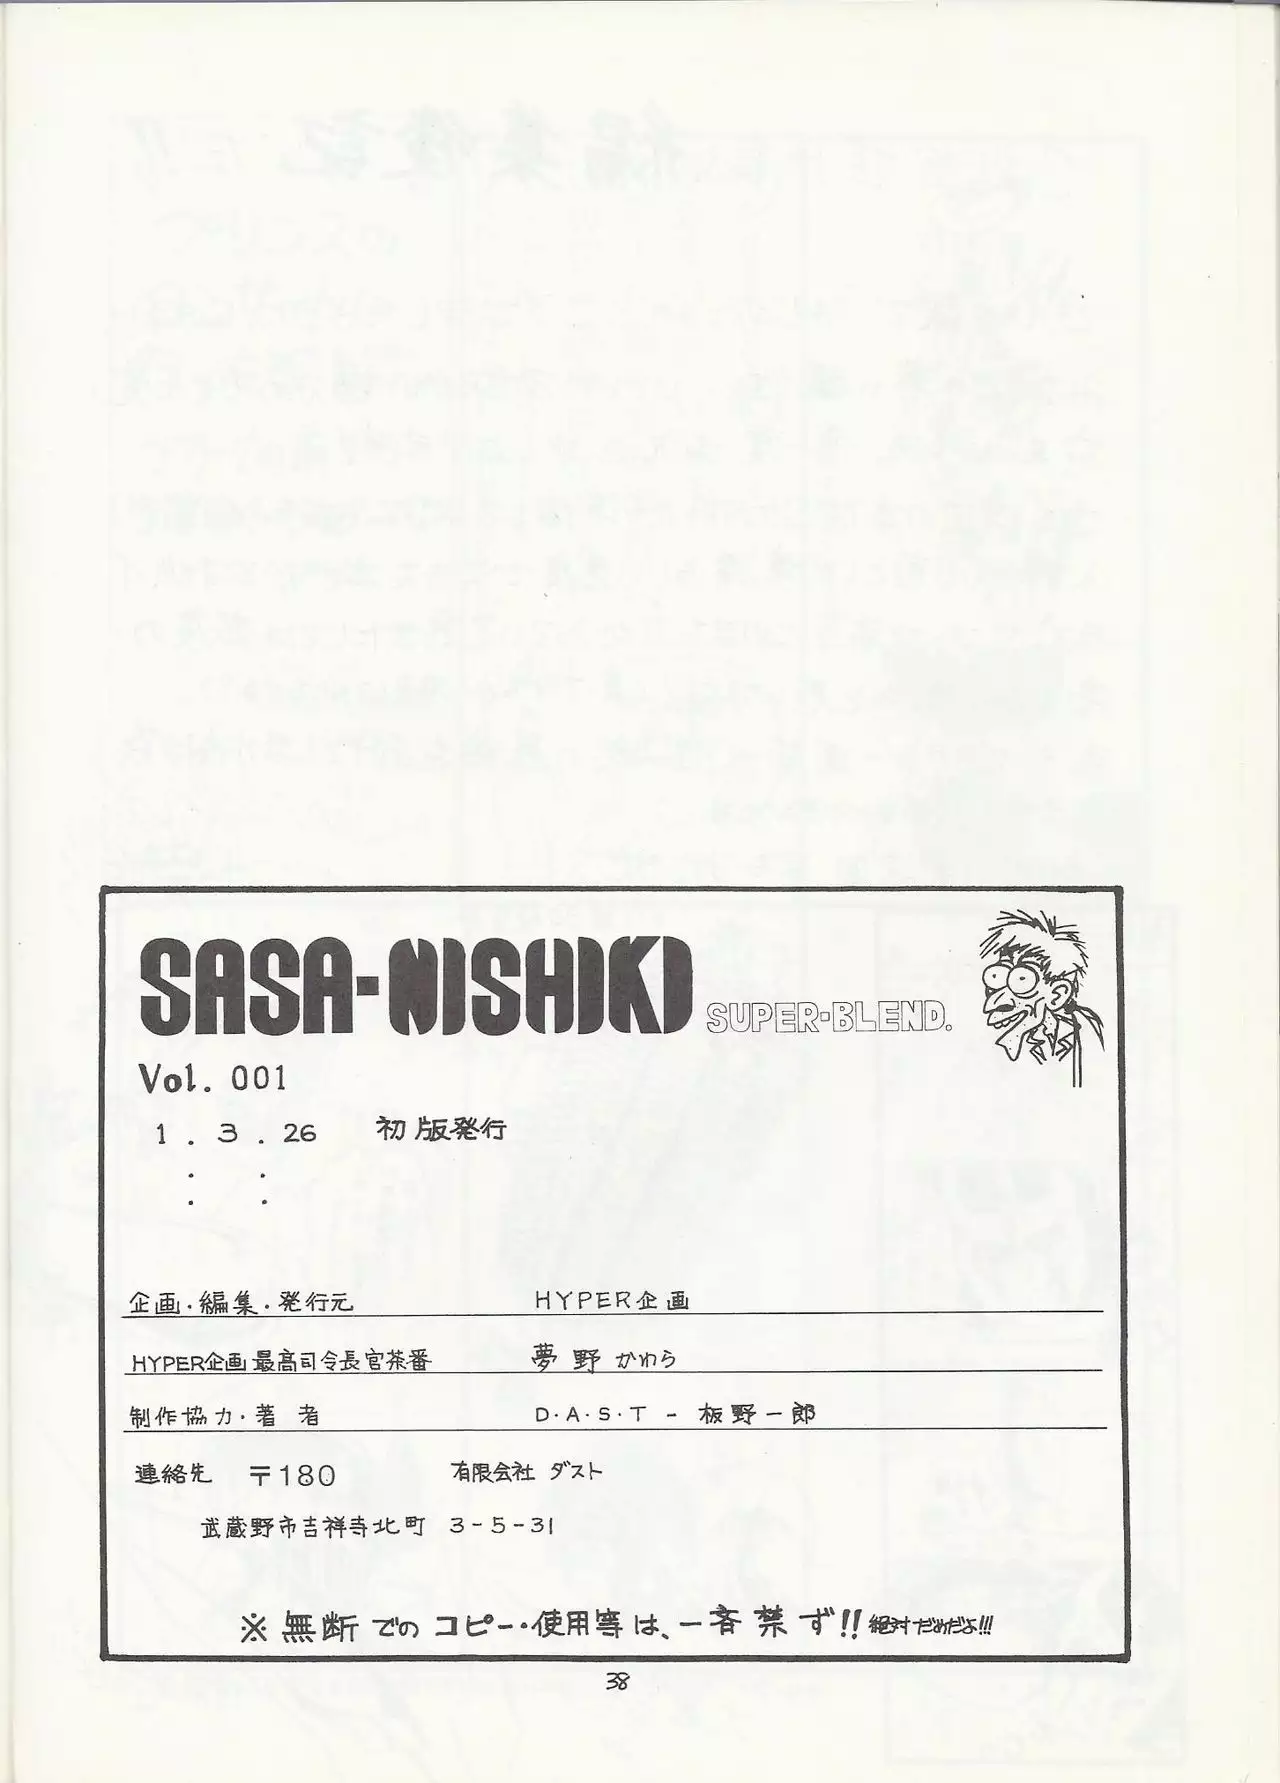 SASA-NISHIKI SUPER-BLEND.
Vol. 001
1 . 3 . 26 初版発行
企画・編集・発行元 HYPER企画
HYPER企画最高司令長官茶番 夢野かわら
制作協力・著者 D・A・S・T - 板野一郎
連絡先 〒180 有限会社 ダスト
武蔵野市吉祥寺北町 3-5-31
※無断でのコピー・使用等は、一斉禁ず!! 絶対だめだよ!!!
38